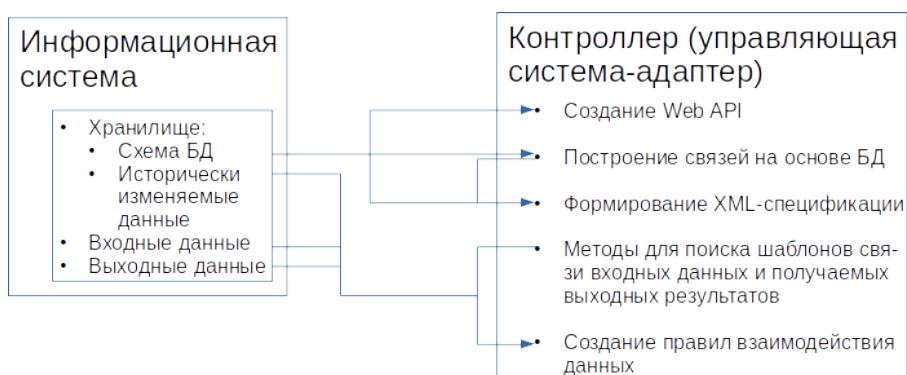 Информационная
система
• Хранилище:
• Схема БД
• Исторически
изменяемые
данные
• Входные данные
• Выходные данные
Контроллер (управляющая
система-адаптер)
• Создание Web API
• Построение связей на основе БД
• Формирование XML-спецификации
• Методы для поиска шаблонов свя-
зи входных данных и получаемых
выходных результатов
• Создание правил взаимодействия
данных